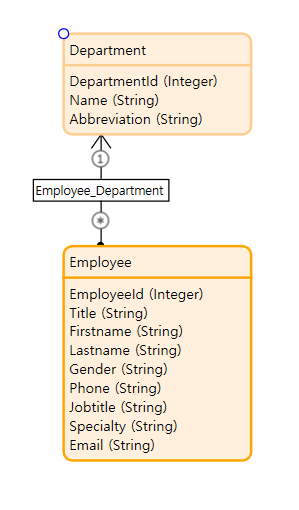 Department
DepartmentId (Integer)
Name (String)
Abbreviation (String)
1
Employee_Department
*
Employee
EmployeeId (Integer)
Title (String)
Firstname (String)
Lastname (String)
Gender (String)
Phone (String)
Jobtitle (String)
Specialty (String)
Email (String)